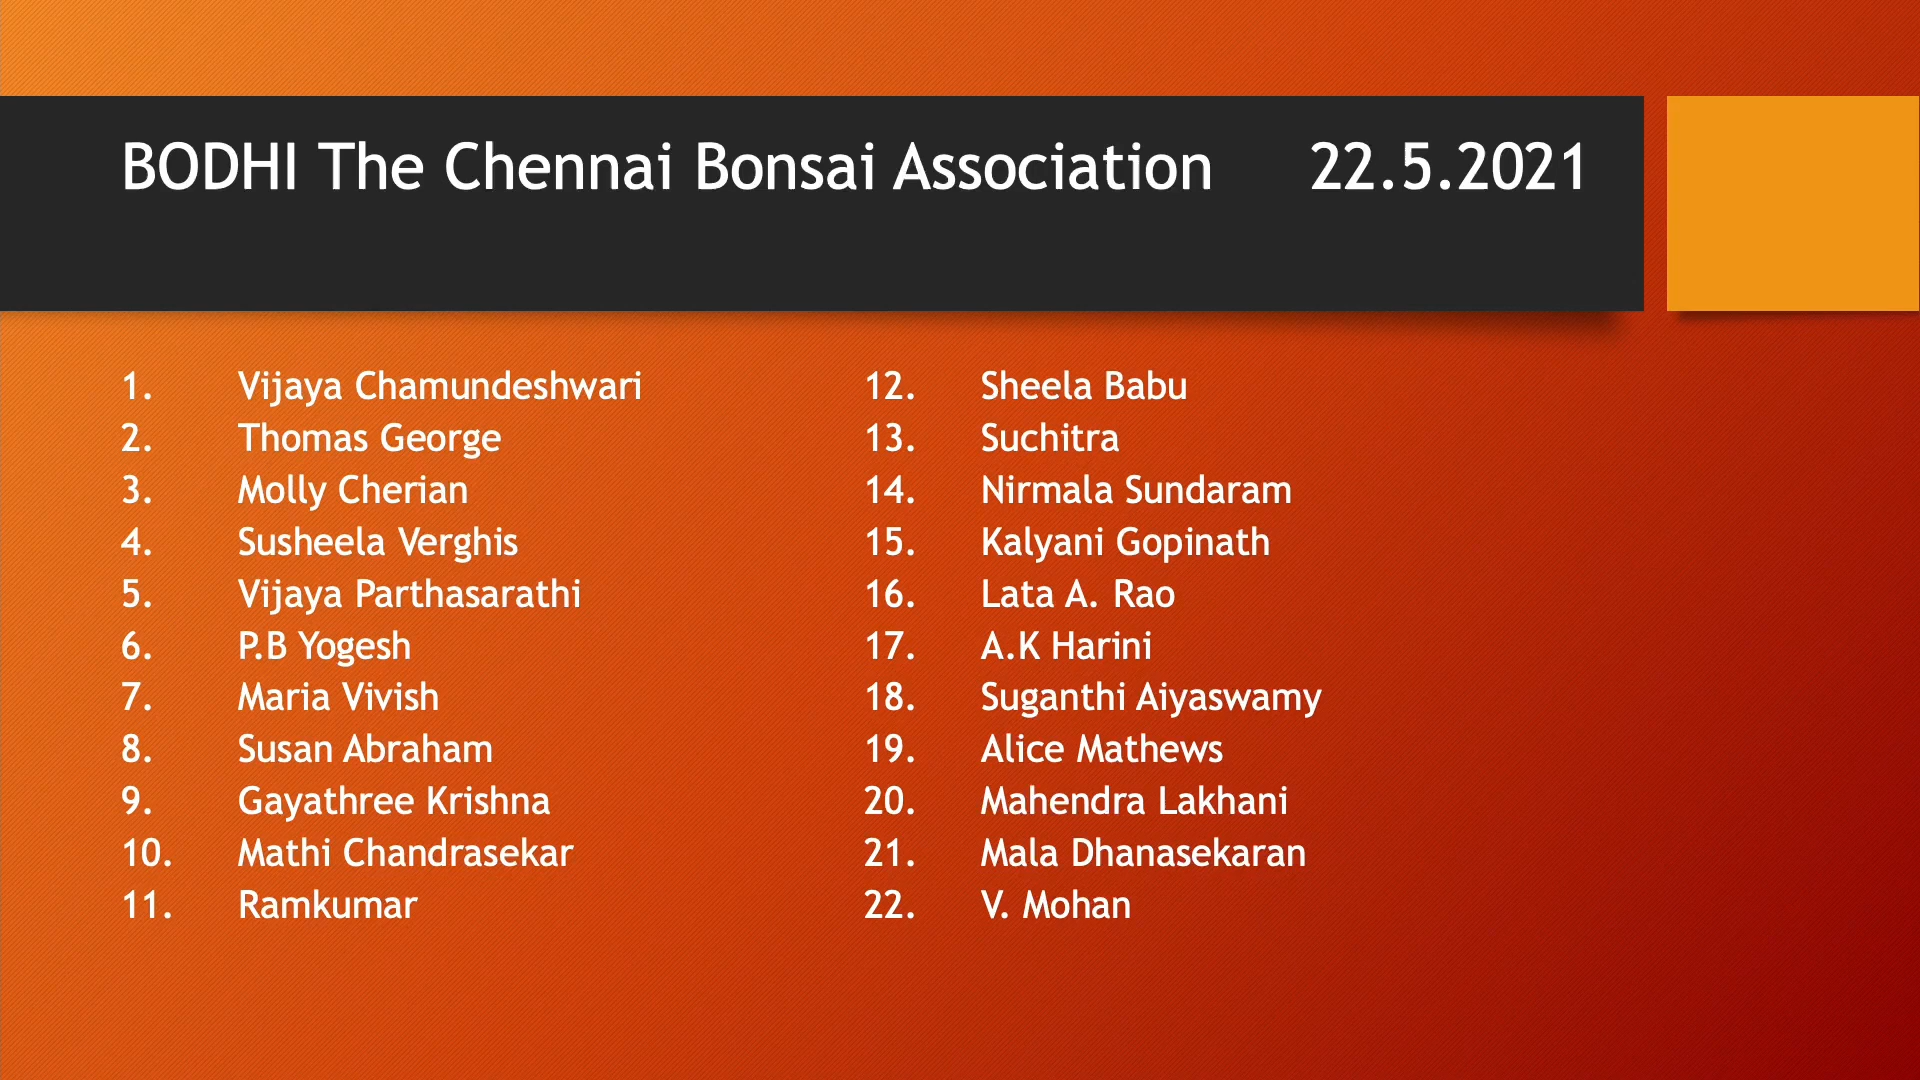 BODHI The Chennai Bonsai Association 22.5.2021
1. Vijaya Chamundeshwari
2. Thomas George
3. Molly Cherian
4. Susheela Verghis
5. Vijaya Parthasarathi
6. P.B Yogesh
7. Maria Vivish
8. Susan Abraham
9. Gayathree Krishna
10. Mathi Chandrasekar
11. Ramkumar
12. Sheela Babu
13. Suchitra
14. Nirmala Sundaram
15. Kalyani Gopinath
16. Lata A. Rao
17. A.K Harini
18. Suganthi Aiyaswamy
19. Alice Mathews
20. Mahendra Lakhani
21. Mala Dhanasekaran
22. V. Mohan